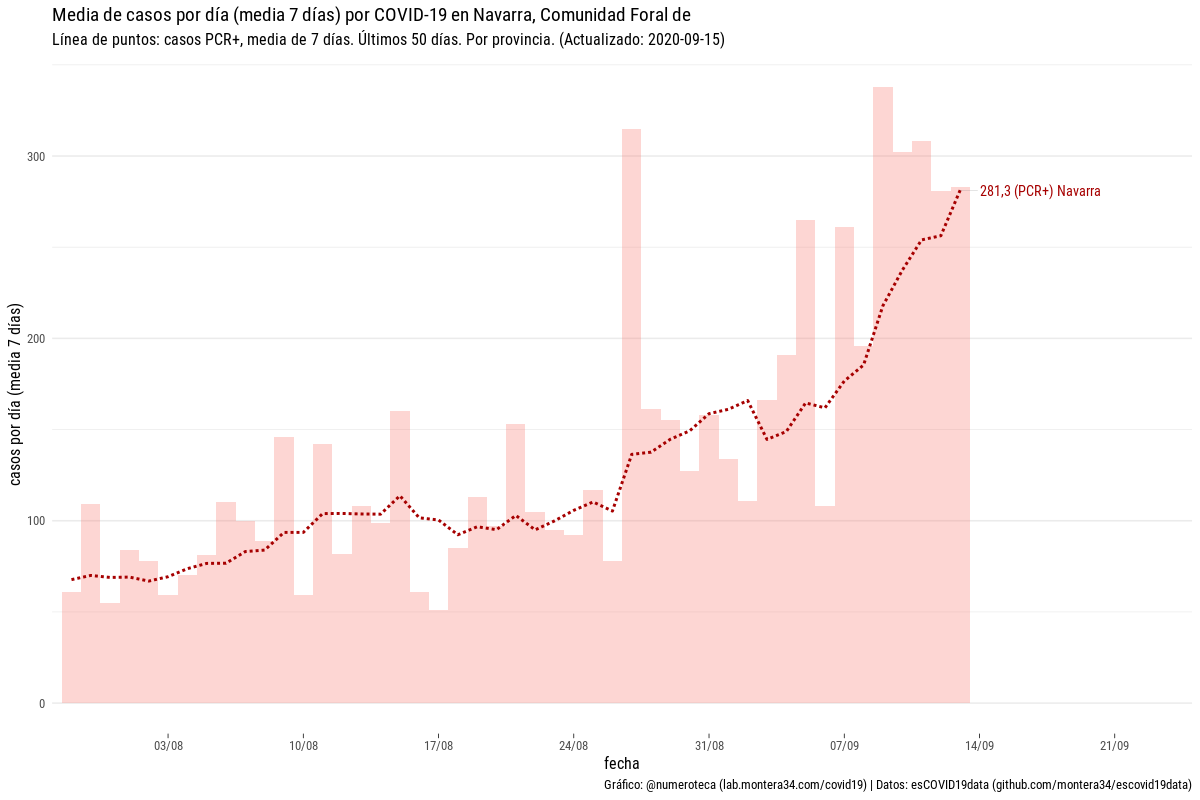 Media de casos por día (media 7 días) por COVID-19 en Navarra, Comunidad Foral de
Línea de puntos: casos PCR+, media de 7 días. Últimos 50 días. Por provincia. (Actualizado: 2020-09-15)
casos por día (media 7 días)
300
200
100
0
281,3 (PCR+) Navarra
03/08
10/08
17/08
24/08
31/08
07/09
14/09
21/09
fecha
Gráfico: @numeroteca (lab.montera34.com/covid19) | Datos: esCOVID19data (github.com/montera34/escovid19data)